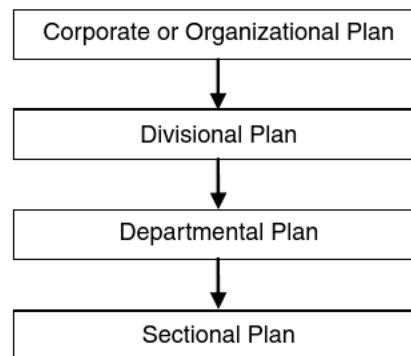 Corporate or Organizational Plan
Divisional Plan
Departmental Plan
Sectional Plan